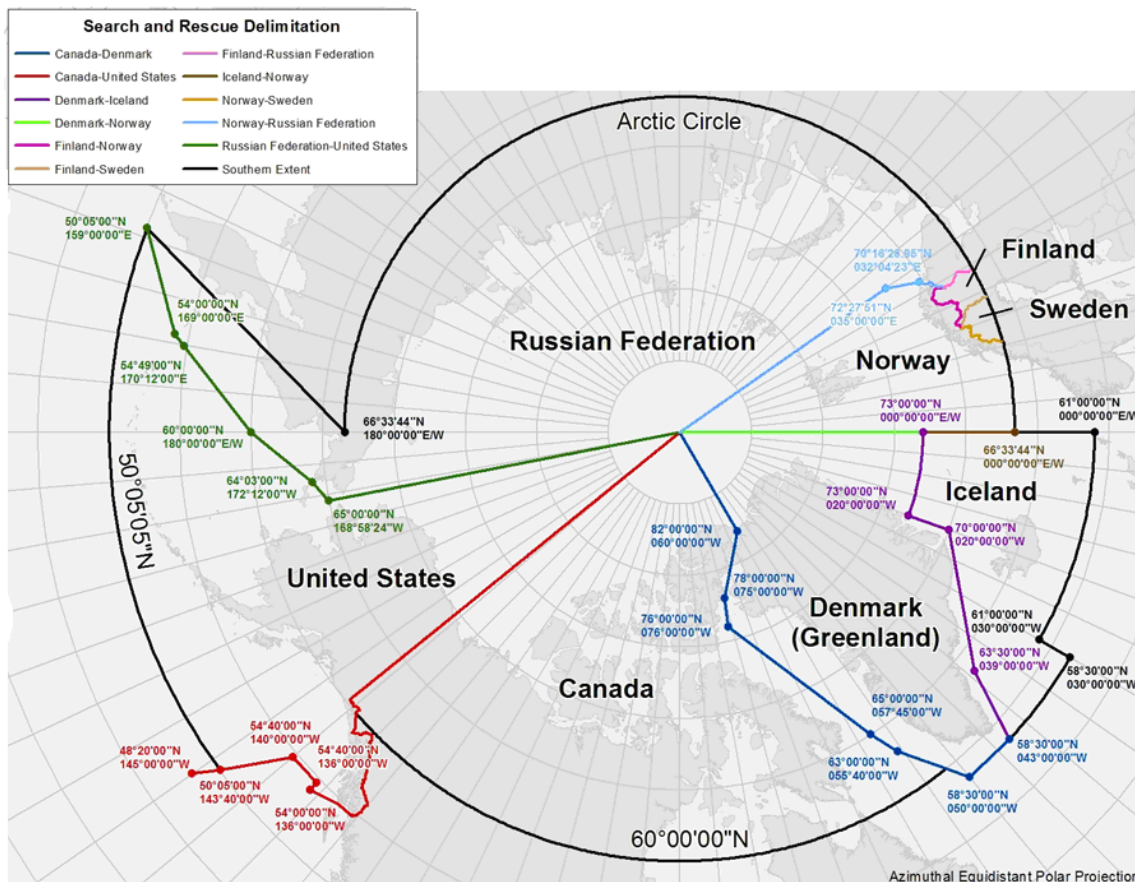 Search and Rescue Delimitation
Canada-Denmark
Canada-United States
Denmark-Iceland
Denmark-Norway
Finland-Norway
Finland-Sweden
Finland-Russian Federation
Iceland-Norway
Norway-Sweden
Norway-Russian Federation
Russian Federation-United States
Southern Extent
Arctic Circle
50°05'00"N
159°00'00"E
54°00'00"N
169°00'00"E
54°49'00"N
170°12'00"E
60°00'00"N
180°00'00"E/W
64°03'00"N
172°12'00"W
65°00'00"N
168°58'24"W
66°33'44"N
180°00'00"E/W
50°05'05"N
Russian Federation
70°16'28.95"N
032°04'23"E
72°27'51"N
035°00'00"E
Finland
Sweden
Norway
73°00'00"N
000°00'00"E/W
61°00'00"N
000°00'00"E/W
66°33'44"N
000°00'00"E/W
Iceland
73°00'00"N
020°00'00"W
70°00'00"N
020°00'00"W
82°00'00"N
060°00'00"W
78°00'00"N
075°00'00"W
76°00'00"N
076°00'00"W
United States
Denmark
(Greenland)
61°00'00"N
030°00'00"W
63°30'00"N
039°00'00"W
58°30'00"N
030°00'00"W
Canada
65°00'00"N
057°45'00"W
63°00'00"N
055°40'00"W
58°30'00"N
043°00'00"W
58°30'00"N
050°00'00"W
54°40'00"N
140°00'00"W
54°40'00"N
136°00'00"W
48°20'00"N
145°00'00"W
50°05'00"N
143°40'00"W
54°00'00"N
136°00'00"W
60°00'00"N
Azimuthal Equidistant Polar Projection